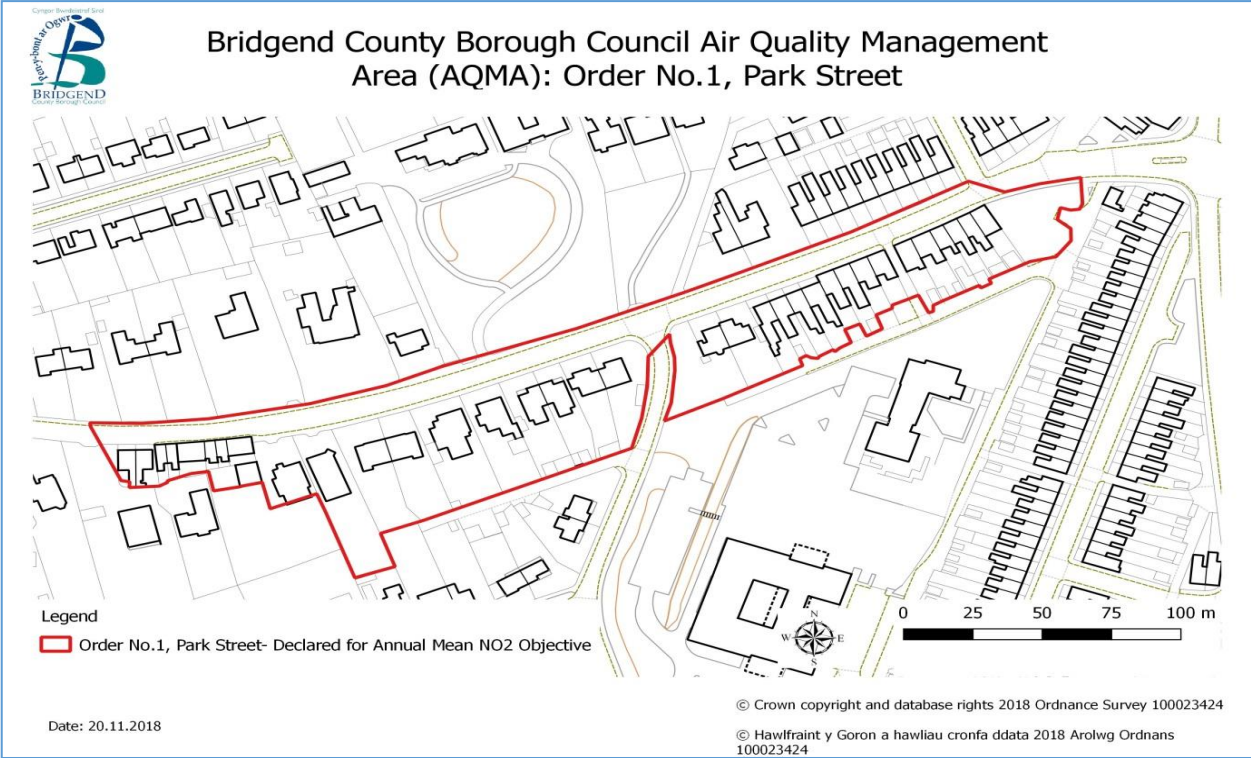 Cyngor Bwrdeistref Sirol
Pen-y-bont ar Ogwr
BRIDGEND
County Borough Council
Bridgend County Borough Council Air Quality Management
Area (AQMA): Order No.1, Park Street
Legend
Order No.1, Park Street- Declared for Annual Mean NO2 Objective
N
W E
S
0 25 50 75 100 m
Date: 20.11.2018
© Crown copyright and database rights 2018 Ordnance Survey 100023424
© Hawlfraint y Goron a hawliau cronfa ddata 2018 Arolwg Ordnans
100023424